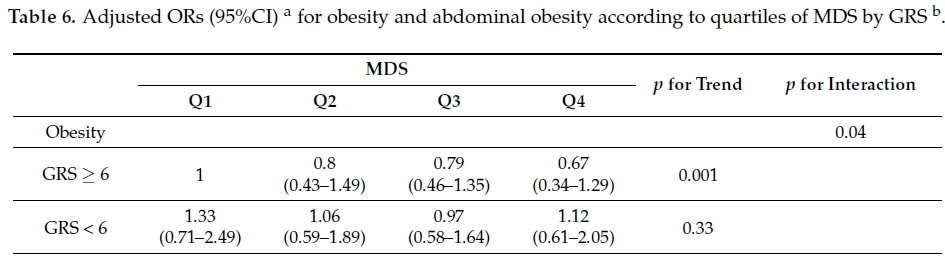 Table 6. Adjusted ORs (95%CI) a for obesity and abdominal obesity according to quartiles of MDS by GRS b.
MDS
p for Trend p for Interaction
Q1 Q2 Q3 Q4
Obesity 0.04
GRS ≥ 6 1 0.8 0.79 0.67 0.001
(0.43–1.49) (0.46–1.35) (0.34–1.29)
GRS < 6 1.33 1.06 0.97 1.12 0.33
(0.71–2.49) (0.59–1.89) (0.58–1.64) (0.61–2.05)